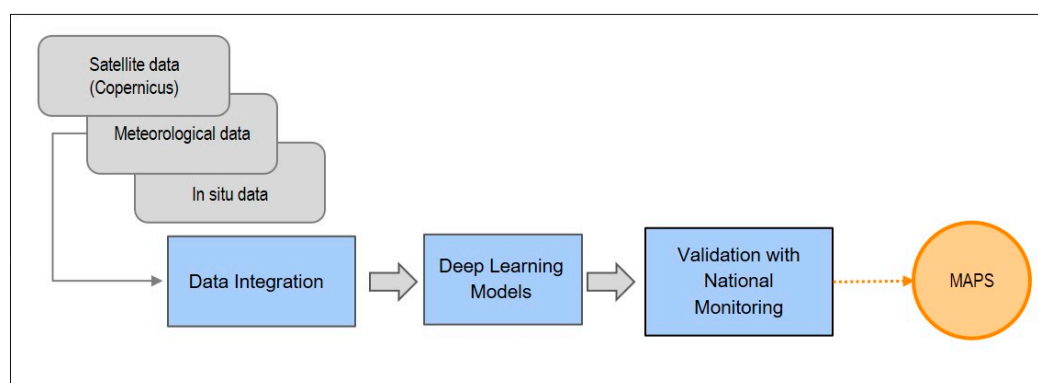 Satellite data
(Copernicus)
Meteorological data
In situ data
Data Integration
Deep Learning
Models
Validation with
National
Monitoring
MAPS